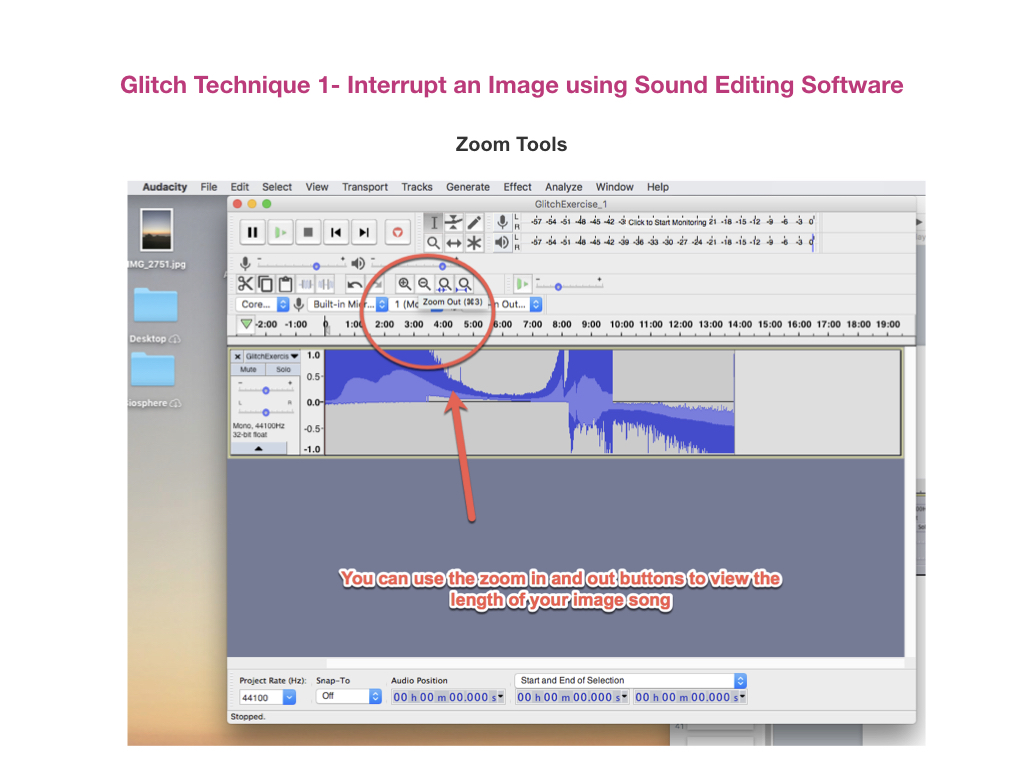 Glitch Technique 1- Interrupt an Image using Sound Editing Software
Zoom Tools
Audacity File Edit Select View Transport Tracks Generate Effect Analyze Window Help
GlitchExercise_1
IMG_2751.jpg
L
R
-57 -54 -51 -48 -45 -42 -3 Click to Start Monitoring 21 -18 -15 -12 -9 -6 -3 0
L
R
-57 -54 -51 -48 -45 -42 -39 -36 -33 -30 -27 -24 -21 -18 -15 -12 -9 -6 -3 0
Zoom Out (⌘3)
Core... Built-in Micr... 1 (Mo n Out...
-2:00 -1:00 0 1:00 2:00 3:00 4:00 5:00 6:00 7:00 8:00 9:00 10:00 11:00 12:00 13:00 14:00 15:00 16:00 17:00 18:00 19:00
Desktop
iosphere
GlitchExercis
Mute Solo
- +
L R
Mono, 44100Hz
32-bit float
1.0
0.5-
0.0-
-0.5-
-1.0
You can use the zoom in and out buttons to view the
length of your image song
Project Rate (Hz): Snap-To Audio Position Start and End of Selection
44100 Off 00 h 00 m 00.000 s 00 h 00 m 00.000 s 00 h 00 m 00.000 s
Stopped.